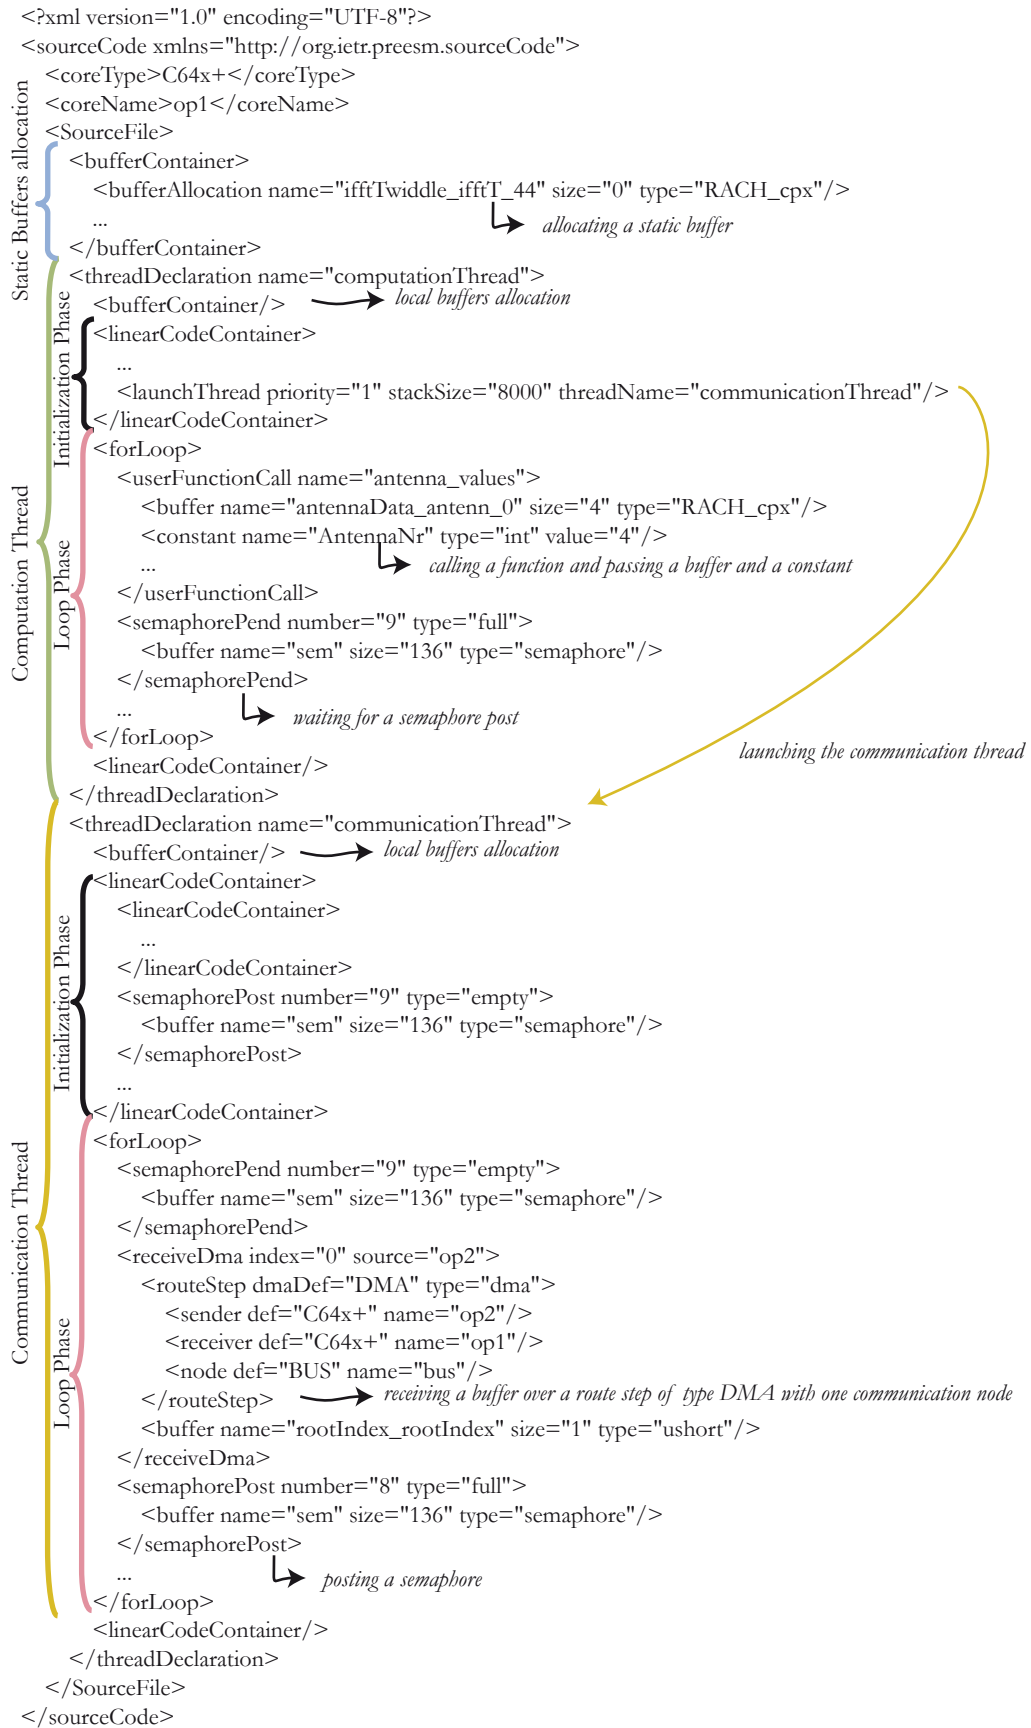 <?xml version="1.0" encoding="UTF-8"?>
<sourceCode xmlns="http://org.ietr.preesm.sourceCode">
<coreType>C64x+</coreType>
<coreName>op1</coreName>
<SourceFile>
Static Buffers allocation
<bufferContainer>
<bufferAllocation name="ifftTwiddle_ifftT_44" size="0" type="RACH_cpx"/>
...
allocating a static buffer
</bufferContainer>
Computation Thread
<threadDeclaration name="computationThread">
<bufferContainer/>
local buffers allocation
Initialization Phase
<linearCodeContainer>
...
<launchThread priority="1" stackSize="8000" threadName="communicationThread"/>
</linearCodeContainer>
Loop Phase
<forLoop>
<userFunctionCall name="antenna_values">
<buffer name="antennaData_antenn_0" size="4" type="RACH_cpx"/>
<constant name="AntennaNr" type="int" value="4"/>
...
calling a function and passing a buffer and a constant
</userFunctionCall>
<semaphorePend number="9" type="full">
<buffer name="sem" size="136" type="semaphore"/>
</semaphorePend>
...
waiting for a semaphore post
</forLoop>
launching the communication thread
<linearCodeContainer/>
</threadDeclaration>
Communication Thread
<threadDeclaration name="communicationThread">
<bufferContainer/>
local buffers allocation
Initialization Phase
<linearCodeContainer>
<linearCodeContainer>
...
</linearCodeContainer>
<semaphorePost number="9" type="empty">
<buffer name="sem" size="136" type="semaphore"/>
</semaphorePost>
...
</linearCodeContainer>
Loop Phase
<forLoop>
<semaphorePend number="9" type="empty">
<buffer name="sem" size="136" type="semaphore"/>
</semaphorePend>
<receiveDma index="0" source="op2">
<routeStep dmaDef="DMA" type="dma">
<sender def="C64x+" name="op2"/>
<receiver def="C64x+" name="op1"/>
<node def="BUS" name="bus"/>
</routeStep>
receiving a buffer over a route step of type DMA with one communication node
<buffer name="rootIndex_rootIndex" size="1" type="ushort"/>
</receiveDma>
<semaphorePost number="8" type="full">
<buffer name="sem" size="136" type="semaphore"/>
</semaphorePost>
...
posting a semaphore
</forLoop>
<linearCodeContainer/>
</threadDeclaration>
</SourceFile>
</sourceCode>